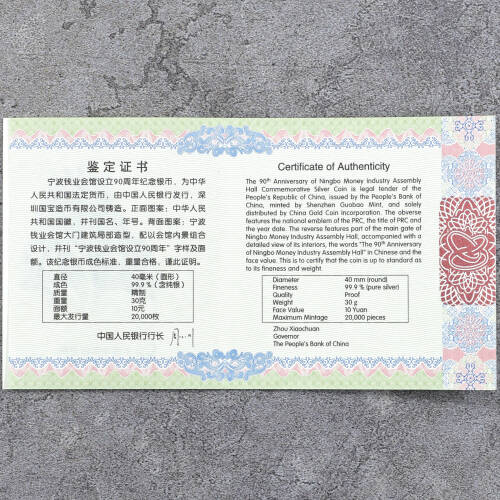 鉴定证书
宁波钱业会馆设立90周年纪念银币，为中华
人民共和国法定货币，由中国人民银行发行，深
圳国宝造币有限公司铸造。正面图案：中华人民
共和国国徽，并刊国名、年号。背面图案：宁波
钱业会馆大门建筑局部造型，配以会馆内景组合
设计，并刊“宁波钱业会馆设立90周年”字样及面
额。该纪念银币成色标准，重量合格，谨此证明。
直径 40毫米（圆形）
成色 99.9%（含纯银）
质量 精制
重量 30克
面额 10元
最大发行量 20,000枚
中国人民银行行长
Certificate of Authenticity
The 90th Anniversary of Ningbo Money Industry Assembly
Hall Commemorative Silver Coin is legal tender of the
People's Republic of China, issued by the People's Bank of
China, minted by Shenzhen Guobao Mint, and solely
distributed by China Gold Coin Incorporation. The obverse
features the national emblem of the PRC, the title of PRC and
the year date. The reverse features part of the main gate of
Ningbo Money Industry Assembly Hall, accompanied with a
detailed view of its interiors, the words "The 90th Anniversary
of Ningbo Money Industry Assembly Hall" in Chinese and the
face value. This is to certify that the coin is up to standard as
to its fineness and weight.
Diameter 40 mm (round)
Fineness 99.9 % (pure silver)
Quality Proof
Weight 30 g
Face Value 10 Yuan
Maximum Mintage 20,000 pieces
Zhou Xiaochuan
Governor
The People's Bank of China